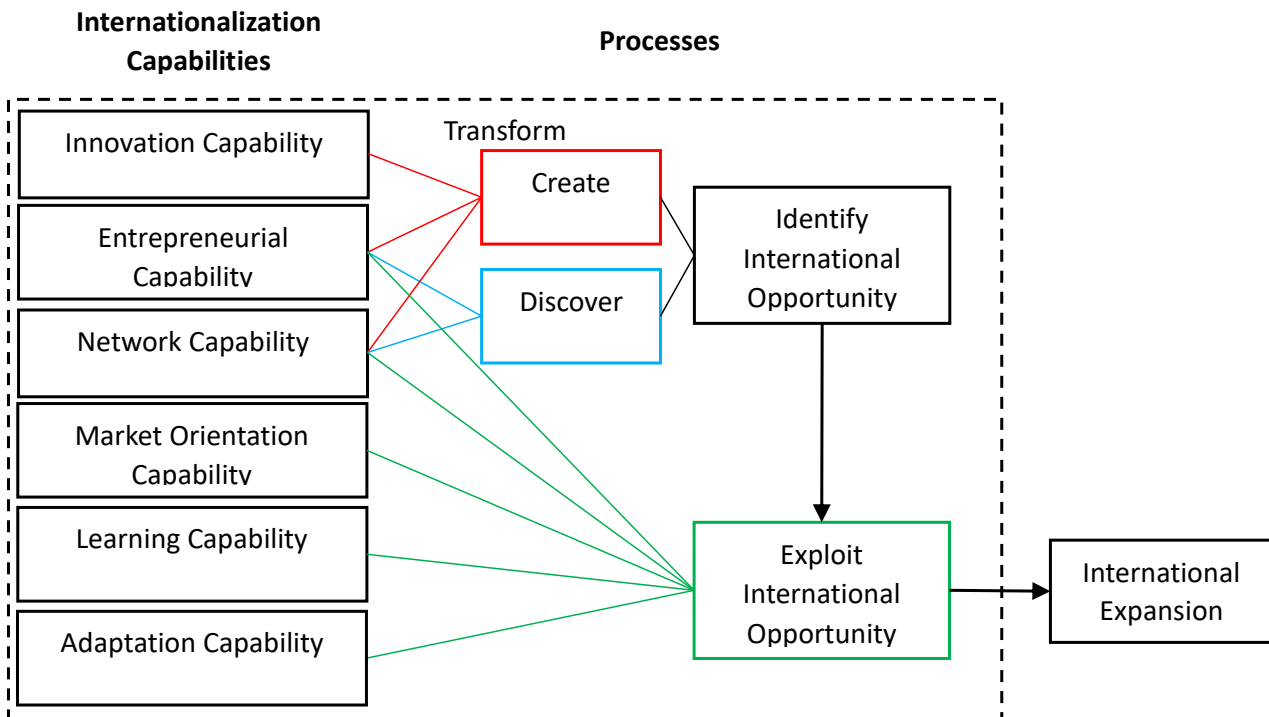 Internationalization
Capabilities
Processes
Innovation Capability
Entrepreneurial
Capability
Network Capability
Market Orientation
Capability
Learning Capability
Adaptation Capability
Transform
Create
Discover
Identify
International
Opportunity
Exploit
International
Opportunity
International
Expansion